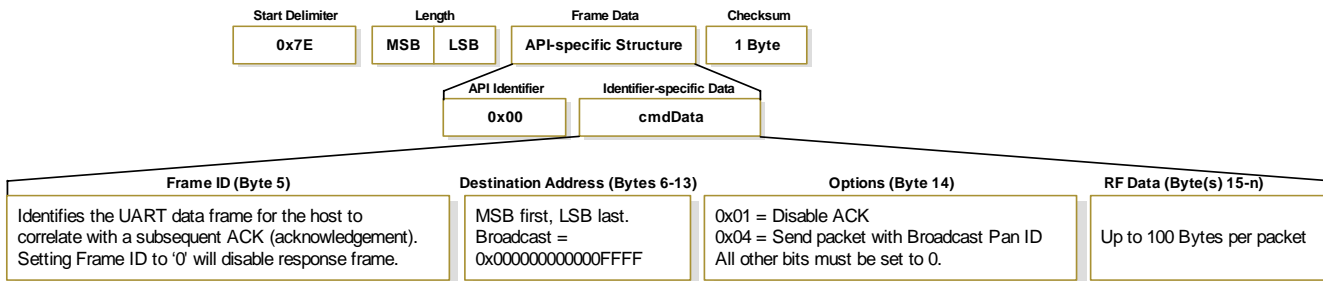 Start Delimiter
Length
Frame Data
Checksum
0x7E
MSB
LSB
API-specific Structure
1 Byte
API Identifier
Identifier-specific Data
0x00
cmdData
Frame ID (Byte 5)
Identifies the UART data frame for the host to
correlate with a subsequent ACK (acknowledgement).
Setting Frame ID to ‘0' will disable response frame.
Destination Address (Bytes 6-13)
MSB first, LSB last.
Broadcast =
0x000000000000FFFF
Options (Byte 14)
0x01 = Disable ACK
0x04 = Send packet with Broadcast Pan ID
All other bits must be set to 0.
RF Data (Byte(s) 15-n)
Up to 100 Bytes per packet